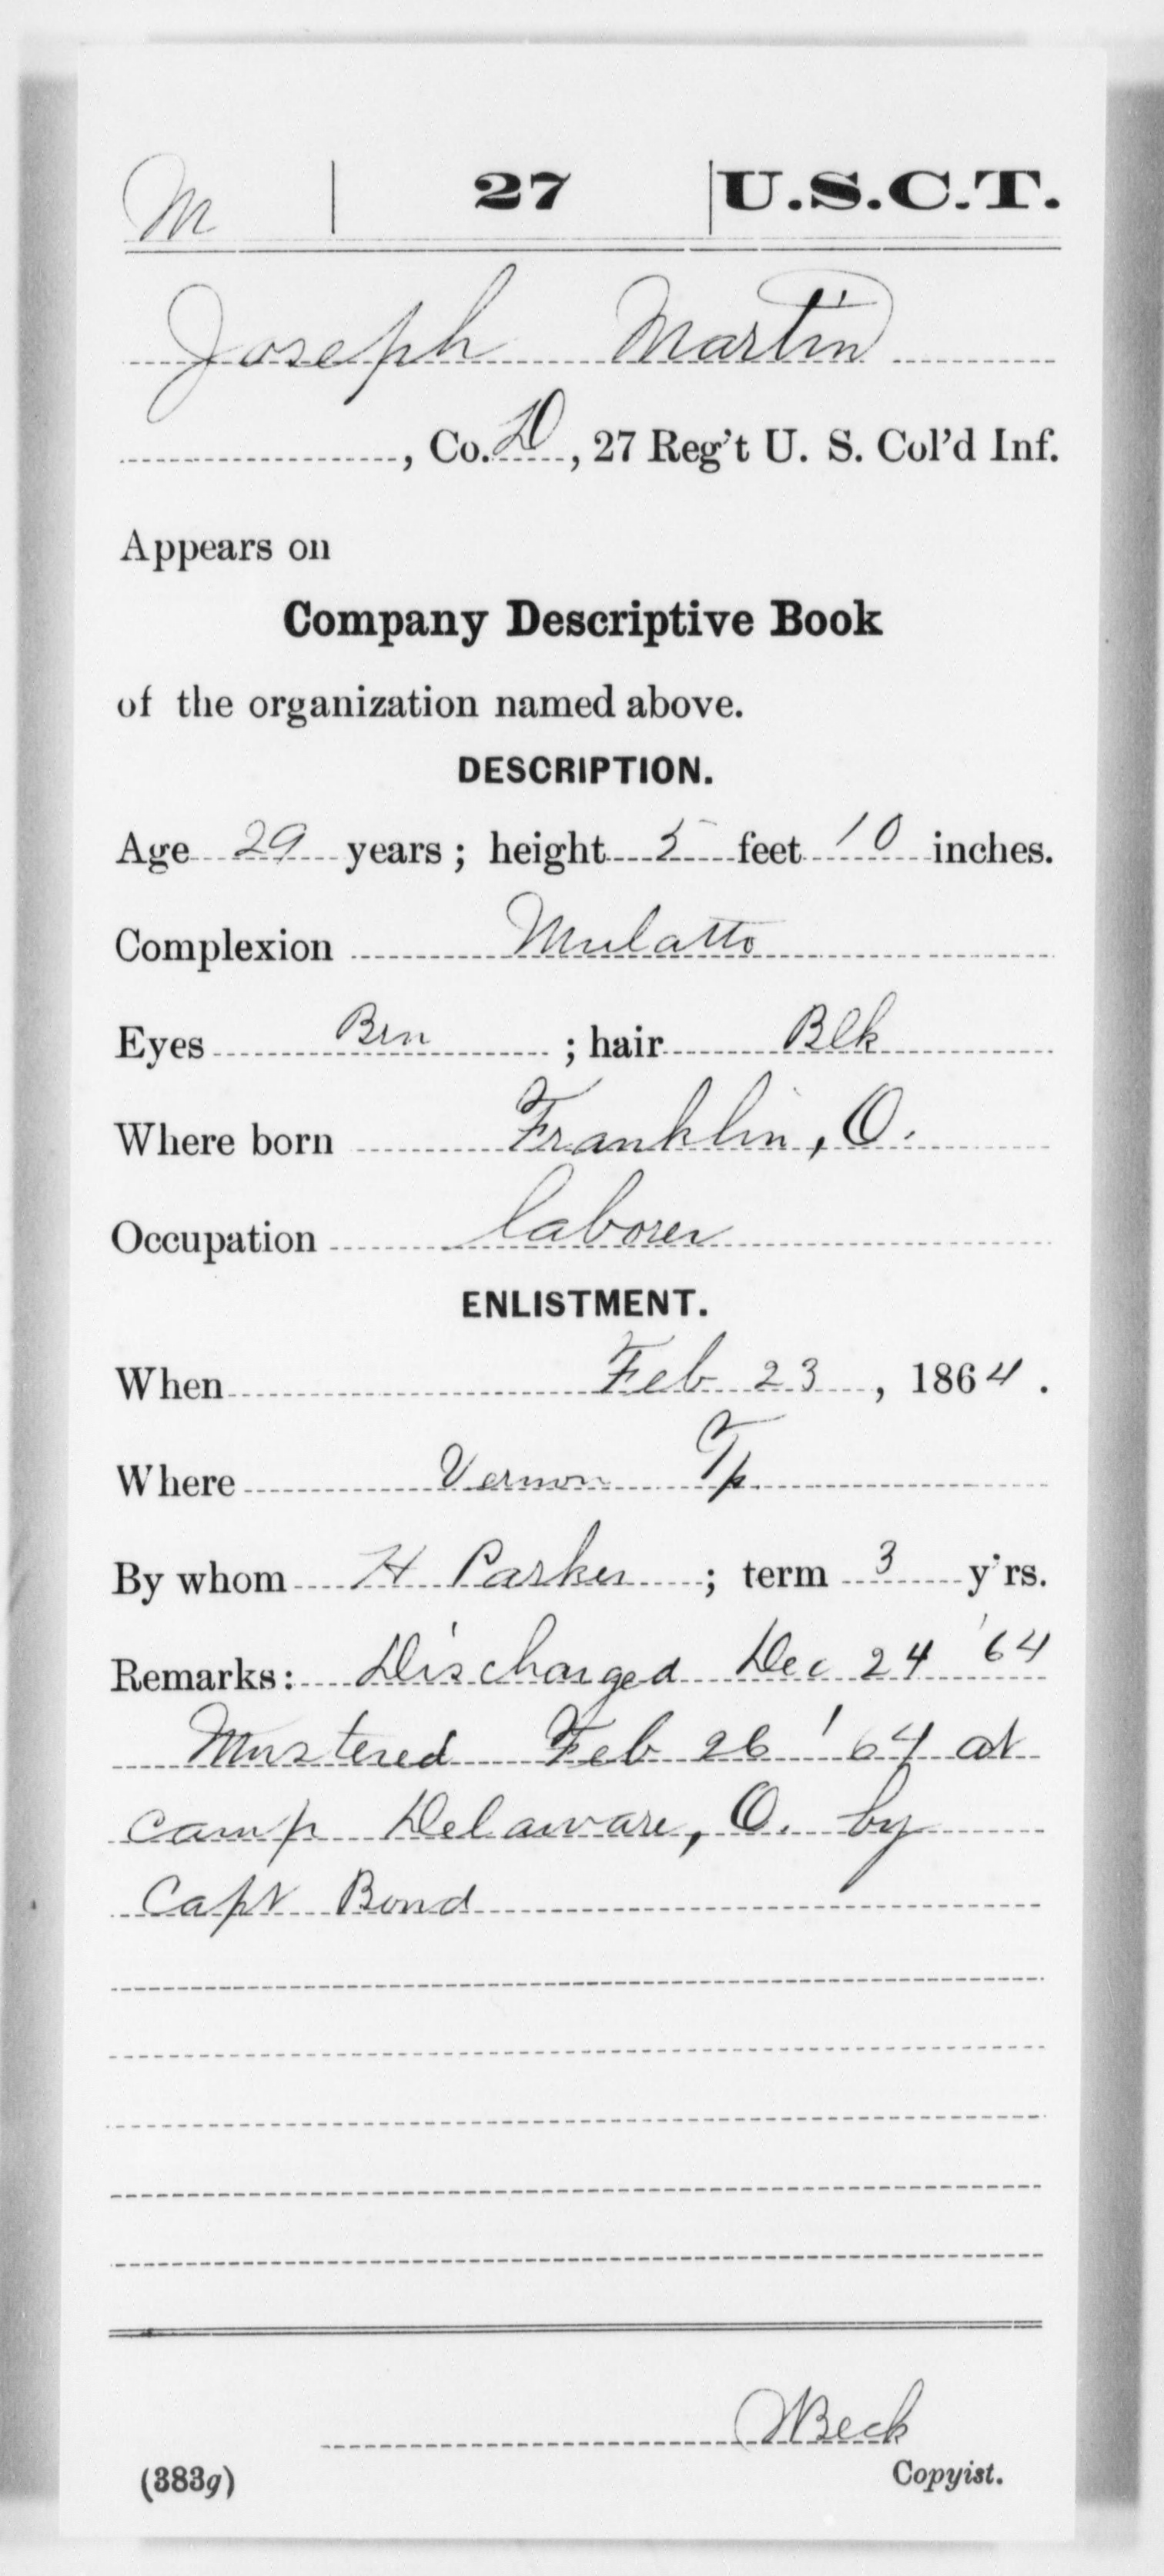 M | 27 | U.S.C.T.
Joseph Martin
, Co. D, 27 Reg't U. S. Col'd Inf.
Appears on
Company Descriptive Book
of the organization named above.
DESCRIPTION.
Age 29 years; height 5 feet 10 inches.
Complexion Mulatto
Eyes Brn; hair Blk
Where born Franklin, O.
Occupation laborer
ENLISTMENT.
When Feb 23, 1864.
Where Vernon Tp.
By whom H Parker; term 3 y'rs.
Remarks: Discharged Dec 24 '64
Mustered Feb 26 '64 at
camp Delaware, O. by
Capt Bond
Beck
(383g) Copyist.